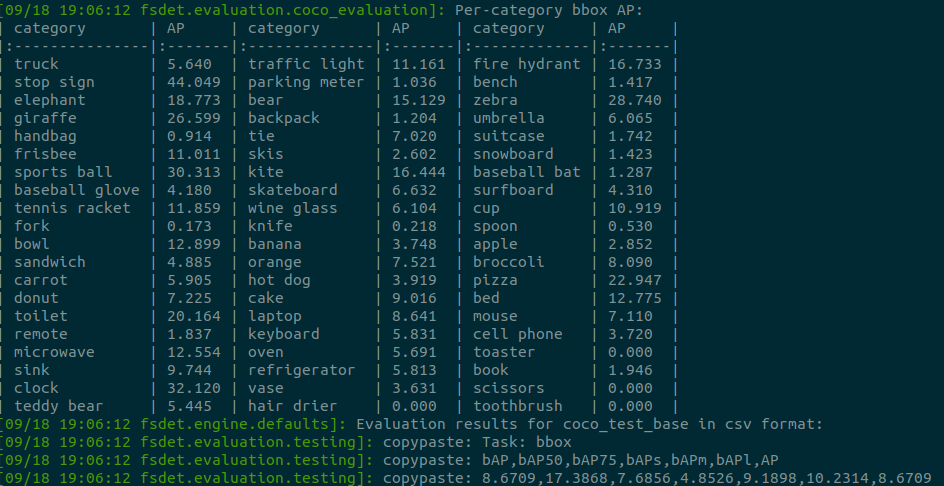 [09/18 19:06:12 fsdet.evaluation.coco_evaluation]: Per-category bbox AP:
| category | AP | category | AP | category | AP |
|:---------------|:-------|:--------------|:-------|:-------------|:-------|
| truck | 5.640 | traffic light | 11.161 | fire hydrant | 16.733 |
| stop sign | 44.049 | parking meter | 1.036 | bench | 1.417 |
| elephant | 18.773 | bear | 15.129 | zebra | 28.740 |
| giraffe | 26.599 | backpack | 1.204 | umbrella | 6.065 |
| handbag | 0.914 | tie | 7.020 | suitcase | 1.742 |
| frisbee | 11.011 | skis | 2.602 | snowboard | 1.423 |
| sports ball | 30.313 | kite | 16.444 | baseball bat | 1.287 |
| baseball glove | 4.180 | skateboard | 6.632 | surfboard | 4.310 |
| tennis racket | 11.859 | wine glass | 6.104 | cup | 10.919 |
| fork | 0.173 | knife | 0.218 | spoon | 0.530 |
| bowl | 12.899 | banana | 3.748 | apple | 2.852 |
| sandwich | 4.885 | orange | 7.521 | broccoli | 8.090 |
| carrot | 5.905 | hot dog | 3.919 | pizza | 22.947 |
| donut | 7.225 | cake | 9.016 | bed | 12.775 |
| toilet | 20.164 | laptop | 8.641 | mouse | 7.110 |
| remote | 1.837 | keyboard | 5.831 | cell phone | 3.720 |
| microwave | 12.554 | oven | 5.691 | toaster | 0.000 |
| sink | 9.744 | refrigerator | 5.813 | book | 1.946 |
| clock | 32.120 | vase | 3.631 | scissors | 0.000 |
| teddy bear | 5.445 | hair drier | 0.000 | toothbrush | 0.000 |
[09/18 19:06:12 fsdet.engine.defaults]: Evaluation results for coco_test_base in csv format:
[09/18 19:06:12 fsdet.evaluation.testing]: copypaste: Task: bbox
[09/18 19:06:12 fsdet.evaluation.testing]: copypaste: bAP,bAP50,bAP75,bAPs,bAPm,bAPl,AP
[09/18 19:06:12 fsdet.evaluation.testing]: copypaste: 8.6709,17.3868,7.6856,4.8526,9.1898,10.2314,8.6709